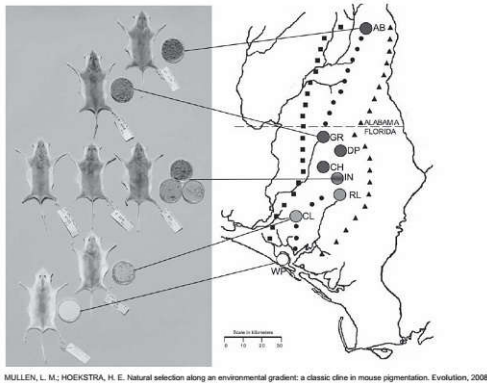 AB
ALABAMA
FLORIDA
GR
DP
CH
IN
RL
CL
WP
Scale in kilometres
0 10 20 30
MULLEN, L. M.; HOEKSTRA, H. E. Natural selection along an environmental gradient: a classic cline in mouse pigmentation. Evolution, 2008